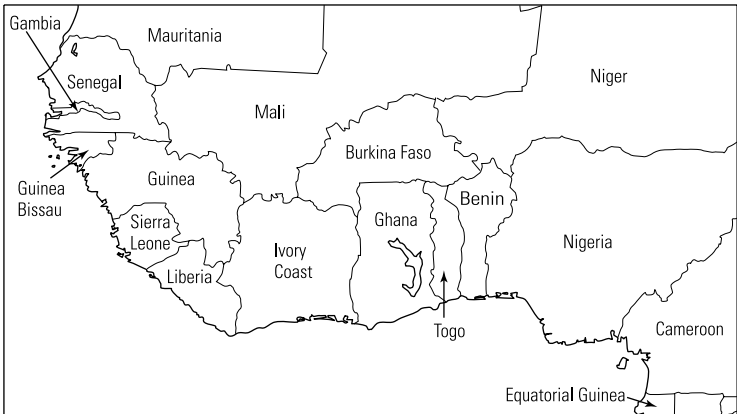 Gambia
Mauritania
Senegal
Niger
Mali
Burkina Faso
Guinea
Bissau
Guinea
Benin
Sierra
Leone
Ghana
Ivory
Coast
Nigeria
Liberia
Togo
Cameroon
Equatorial Guinea